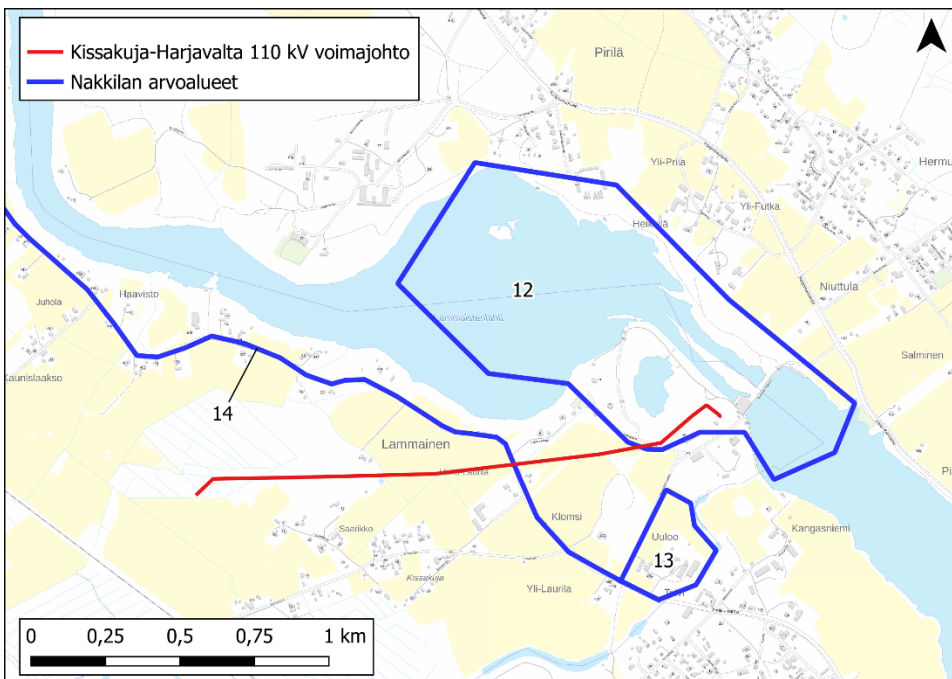 Kissakuja-Harjavalta 110 kV voimajohto
Nakkilan arvoalueet
Pirilä
Yli-Priia
Hermu
Yli-Futka
Heikkilä
Niuttula
Haavisto
Juhola
12
Salminen
Kaunislaakso
14
Lammainen
Klomsi
Saarikko
Uuloo
Kangasniemi
13
Kissakuja
Yli-Laurila
0 0,25 0,5 0,75 1 km